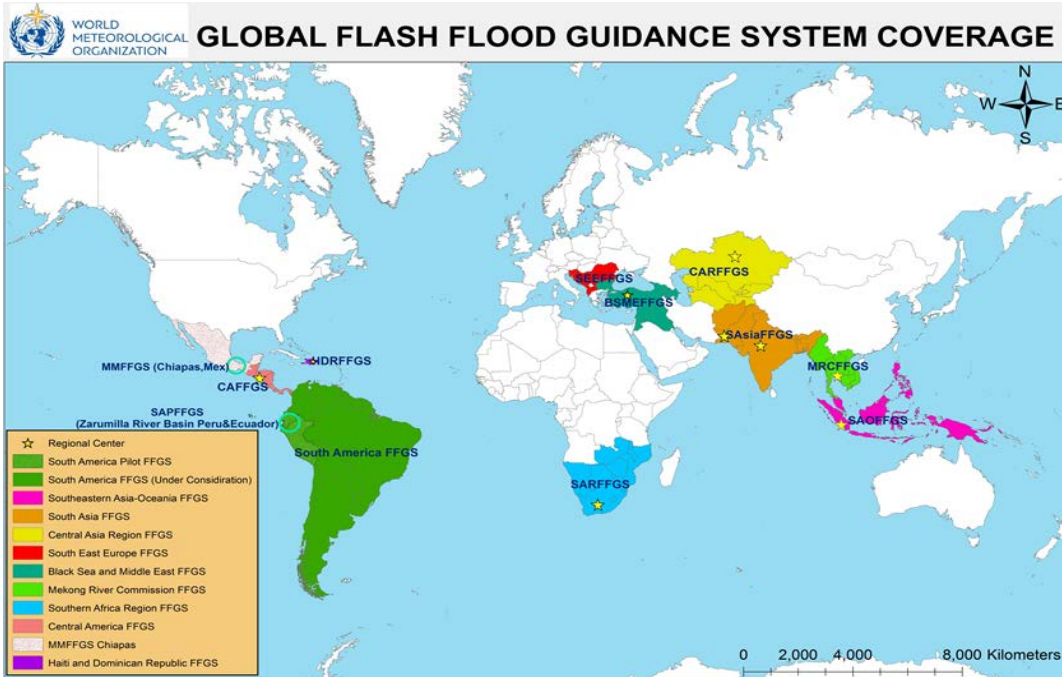 WORLD
METEOROLOGICAL
ORGANIZATION
GLOBAL FLASH FLOOD GUIDANCE SYSTEM COVERAGE
N
W E
S
CARFFGS
SEEFFGS
BSMEFFGS
SAsiaFFGS
MMFFGS (Chiapas,Mex)
HDRFFGS
MRCFFGS
CAFFGS
SAPFFGS
(Zarumilla River Basin Peru&Ecuador)
SAOFFGS
South America FFGS
SARFFGS
Regional Center
South America Pilot FFGS
South America FFGS (Under Considiration)
Southeastern Asia-Oceania FFGS
South Asia FFGS
Central Asia Region FFGS
South East Europe FFGS
Black Sea and Middle East FFGS
Mekong River Commission FFGS
Southern Africa Region FFGS
Central America FFGS
MMFFGS Chiapas
Haiti and Dominican Republic FFGS
0 2,000 4,000 8,000 Kilometers